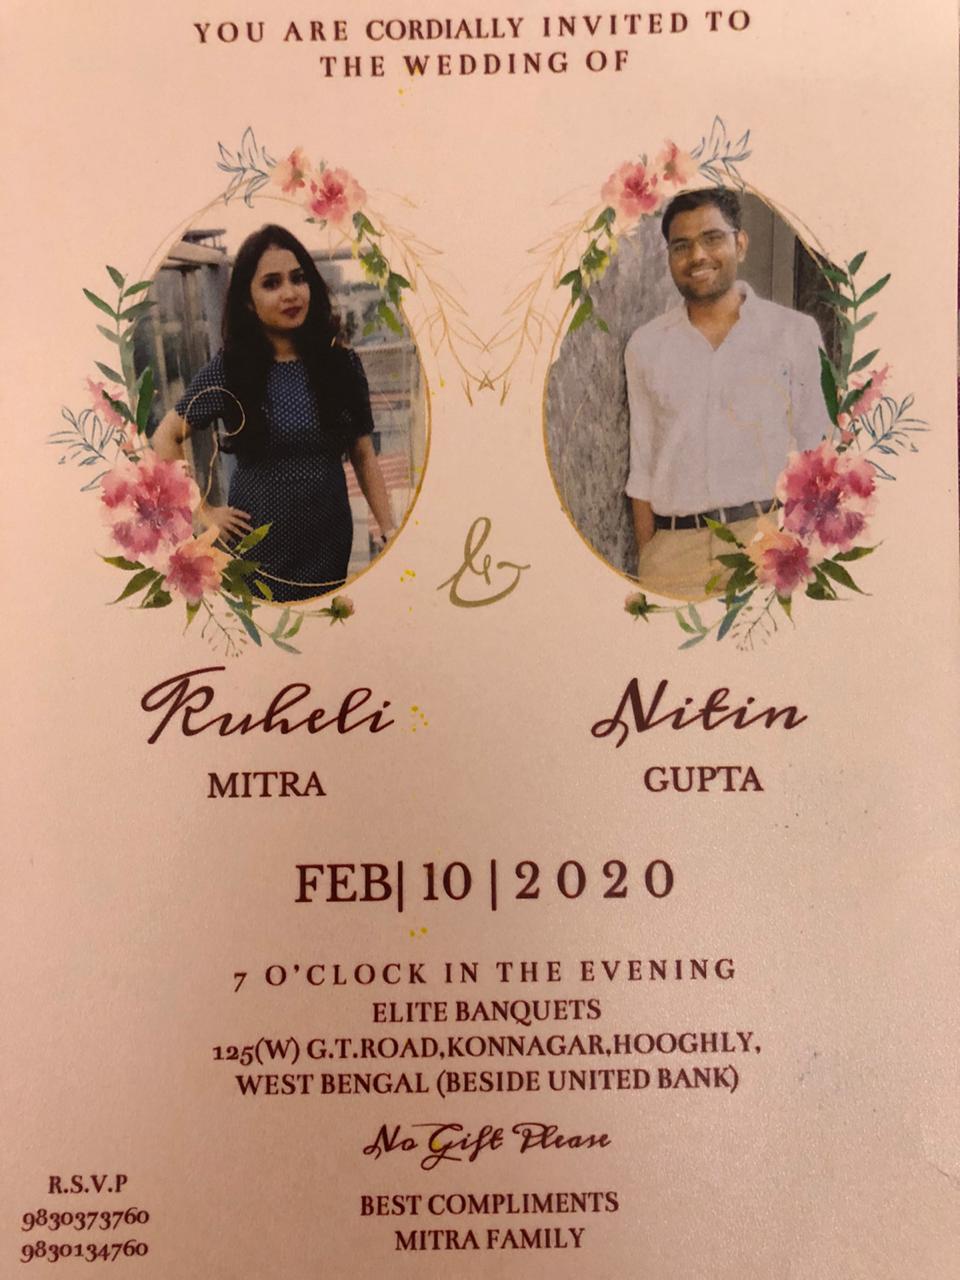 YOU ARE CORDIALLY INVITED TO
THE WEDDING OF
&
Ruheli
MITRA
Nitin
GUPTA
FEB| 10 | 2020
7 O'CLOCK IN THE EVENING
ELITE BANQUETS
125(W) G.T.ROAD,KONNAGAR,HOOGHLY,
WEST BENGAL (BESIDE UNITED BANK)
No Gift Please
R.S.V.P
9830373760
9830134760
BEST COMPLIMENTS
MITRA FAMILY